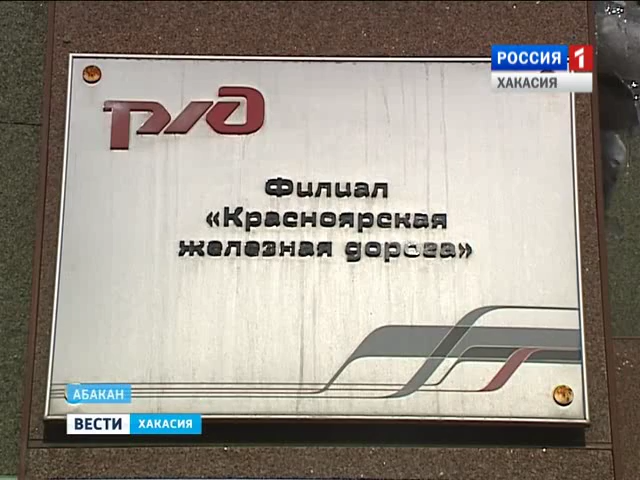 РОССИЯ 1
ХАКАСИЯ
РЖД
Филиал
«Красноярская
железная дорога»
АБАКАН
ВЕСТИ ХАКАСИЯ